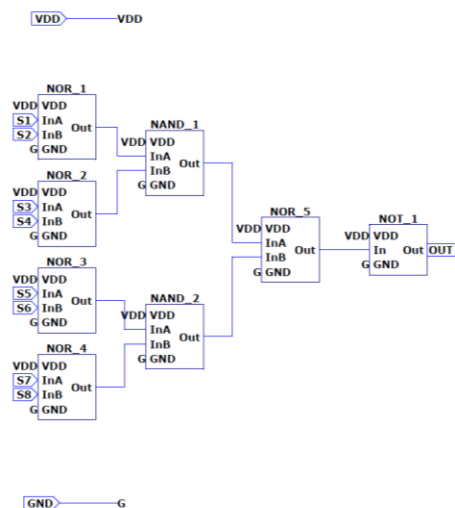 VDD VDD
NOR_1
VDD VDD
S1 InA
Out
S2 InB
G GND
NAND_1
VDD VDD
InA
Out
InB
G GND
NOR_2
VDD VDD
S3 InA
Out
S4 InB
G GND
NOR_5
VDD VDD
InA
Out
InB
G GND
NOT_1
VDD VDD
In Out OUT
G GND
NOR_3
VDD VDD
S5 InA
Out
S6 InB
G GND
NAND_2
VDD VDD
InA
Out
InB
G GND
NOR_4
VDD VDD
S7 InA
Out
S8 InB
G GND
GND G